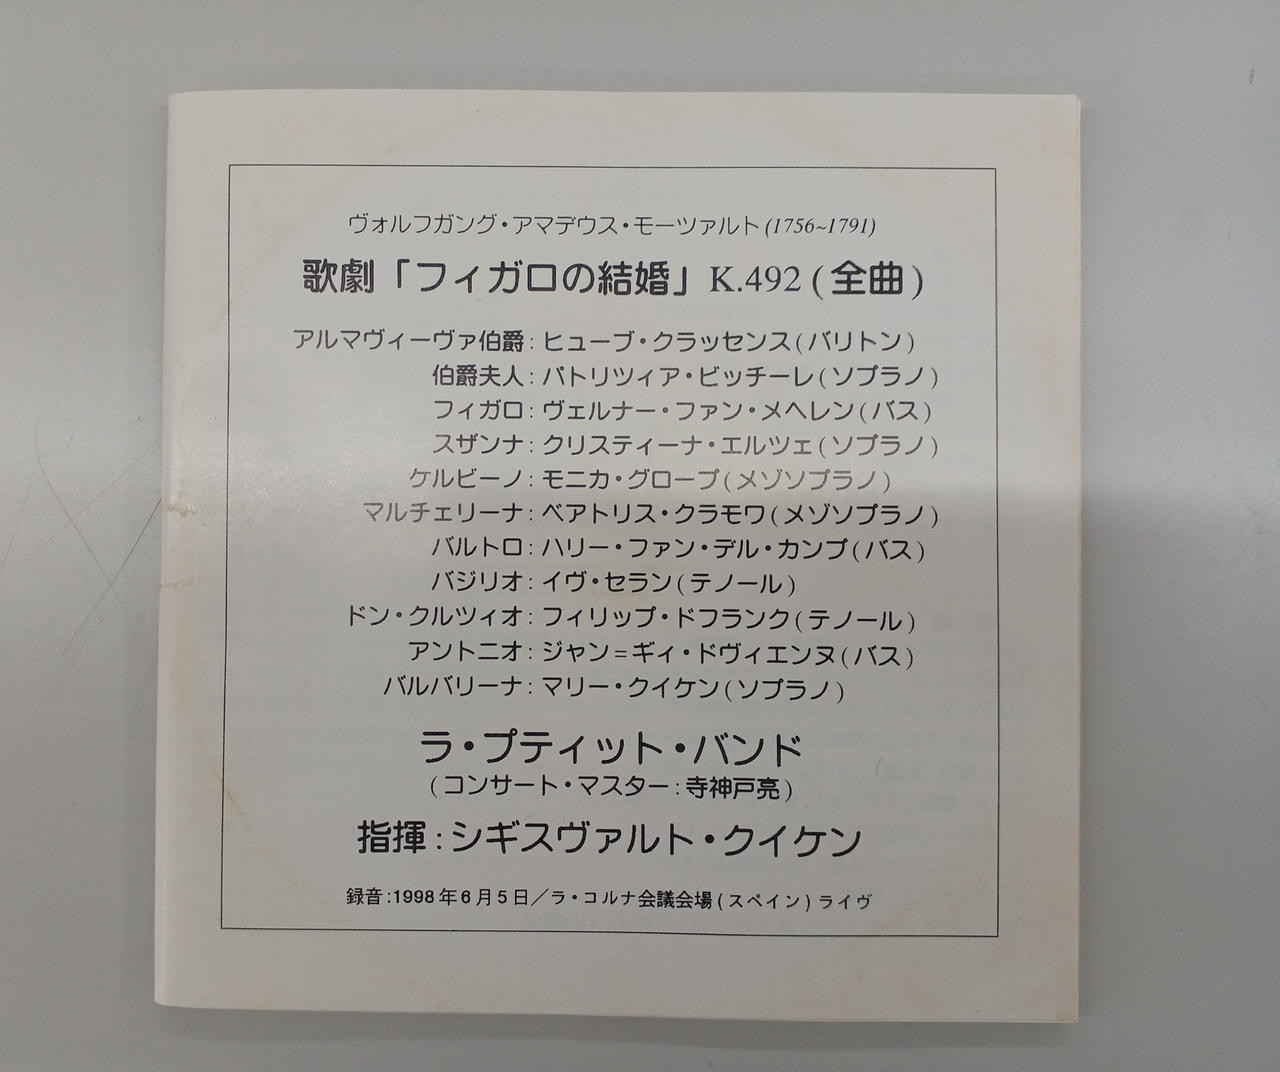 ヴォルフガング・アマデウス・モーツァルト(1756~1791)
歌劇「フィガロの結婚」K.492(全曲)
アルマヴィーヴァ伯爵:ヒューブ・クラッセンス(バリトン)
伯爵夫人:パトリツィア・ビッチーレ(ソプラノ)
フィガロ:ヴェルナー・ファン・メヘレン(バス)
スザンナ:クリスティーナ・エルツェ(ソプラノ)
ケルビーノ:モニカ・グロープ(メゾソプラノ)
マルチェリーナ:ベアトリス・クラモワ(メゾソプラノ)
バルトロ:ハリー・ファン・デル・カンプ(バス)
バジリオ:イヴ・セラン(テノール)
ドン・クルツィオ:フィリップ・ドフランク(テノール)
アントニオ:ジャン=ギィ・ドヴィエンヌ(バス)
バルバリーナ:マリー・クイケン(ソプラノ)
ラ・プティット・バンド
(コンサート・マスター:寺神戸亮)
指揮:シギスヴァルト・クイケン
録音:1998年6月5日/ラ・コルナ会議会場(スペイン)ライヴ